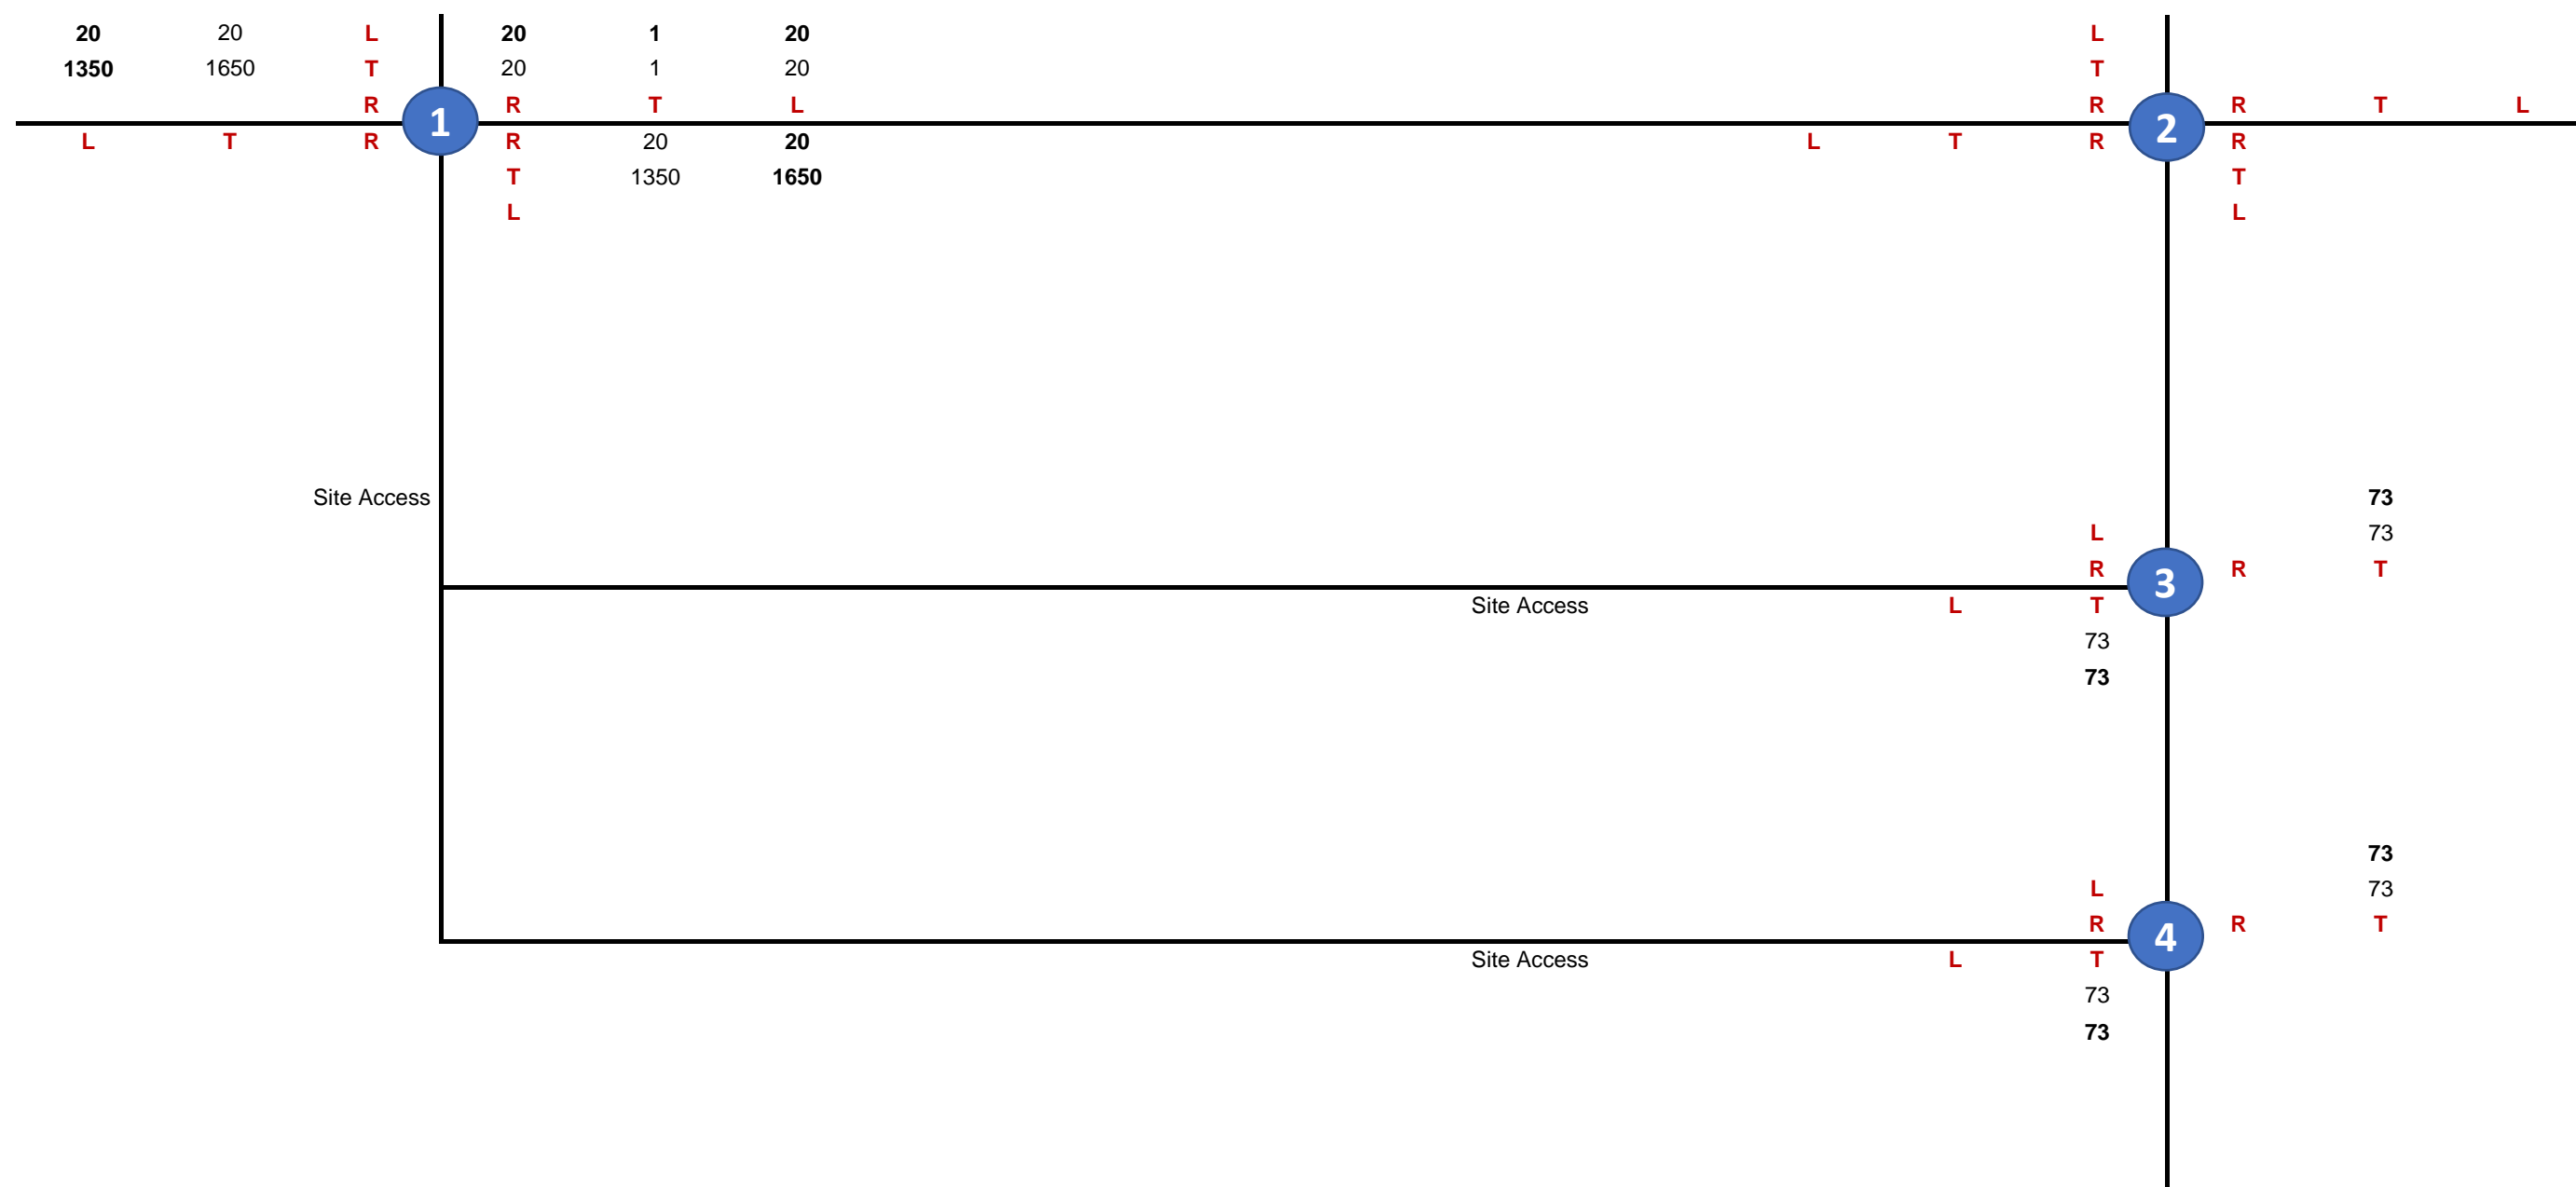 20 20 L 20 1 20 L
1350 1650 T 20 1 20 T
R R T L R R T L
1 2
L T R R 20 20 L T R R
T 1350 1650 T
L L
Site Access 73
L 73
R R T
3
Site Access L T
73
73
73
L 73
R R T
4
Site Access L T
73
73